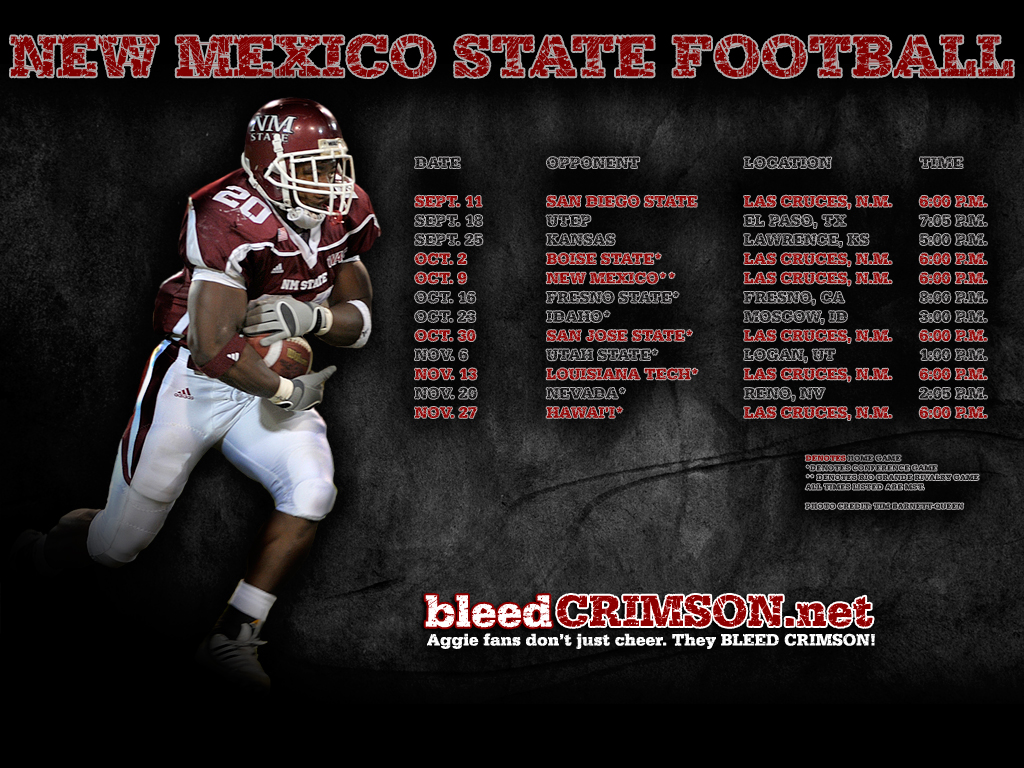 NEW MEXICO STATE FOOTBALL
NM
STATE
20
NM STATE
adidas
DATE OPPONENT LOCATION TIME
SEPT. 11 SAN DIEGO STATE LAS CRUCES, N.M. 6:00 P.M.
SEPT. 18 UTEP EL PASO, TX 7:05 P.M.
SEPT. 25 KANSAS LAWRENCE, KS 5:00 P.M.
OCT. 2 BOISE STATE* LAS CRUCES, N.M. 6:00 P.M.
OCT. 9 NEW MEXICO** LAS CRUCES, N.M. 6:00 P.M.
OCT. 16 FRESNO STATE* FRESNO, CA 8:00 P.M.
OCT. 23 IDAHO* MOSCOW, ID 3:00 P.M.
OCT. 30 SAN JOSE STATE* LAS CRUCES, N.M. 6:00 P.M.
NOV. 6 UTAH STATE* LOGAN, UT 1:00 P.M.
NOV. 13 LOUISIANA TECH* LAS CRUCES, N.M. 6:00 P.M.
NOV. 20 NEVADA* RENO, NV 2:05 P.M.
NOV. 27 HAWAI'I* LAS CRUCES, N.M. 6:00 P.M.
DENOTES HOME GAME
*DENOTES CONFERENCE GAME
** DENOTES RIO GRANDE RIVALRY GAME
ALL TIMES LISTED ARE MST.
PHOTO CREDIT: TIM BARNETT-QUEEN
bleedCRIMSON.net
Aggie fans don't just cheer. They BLEED CRIMSON!